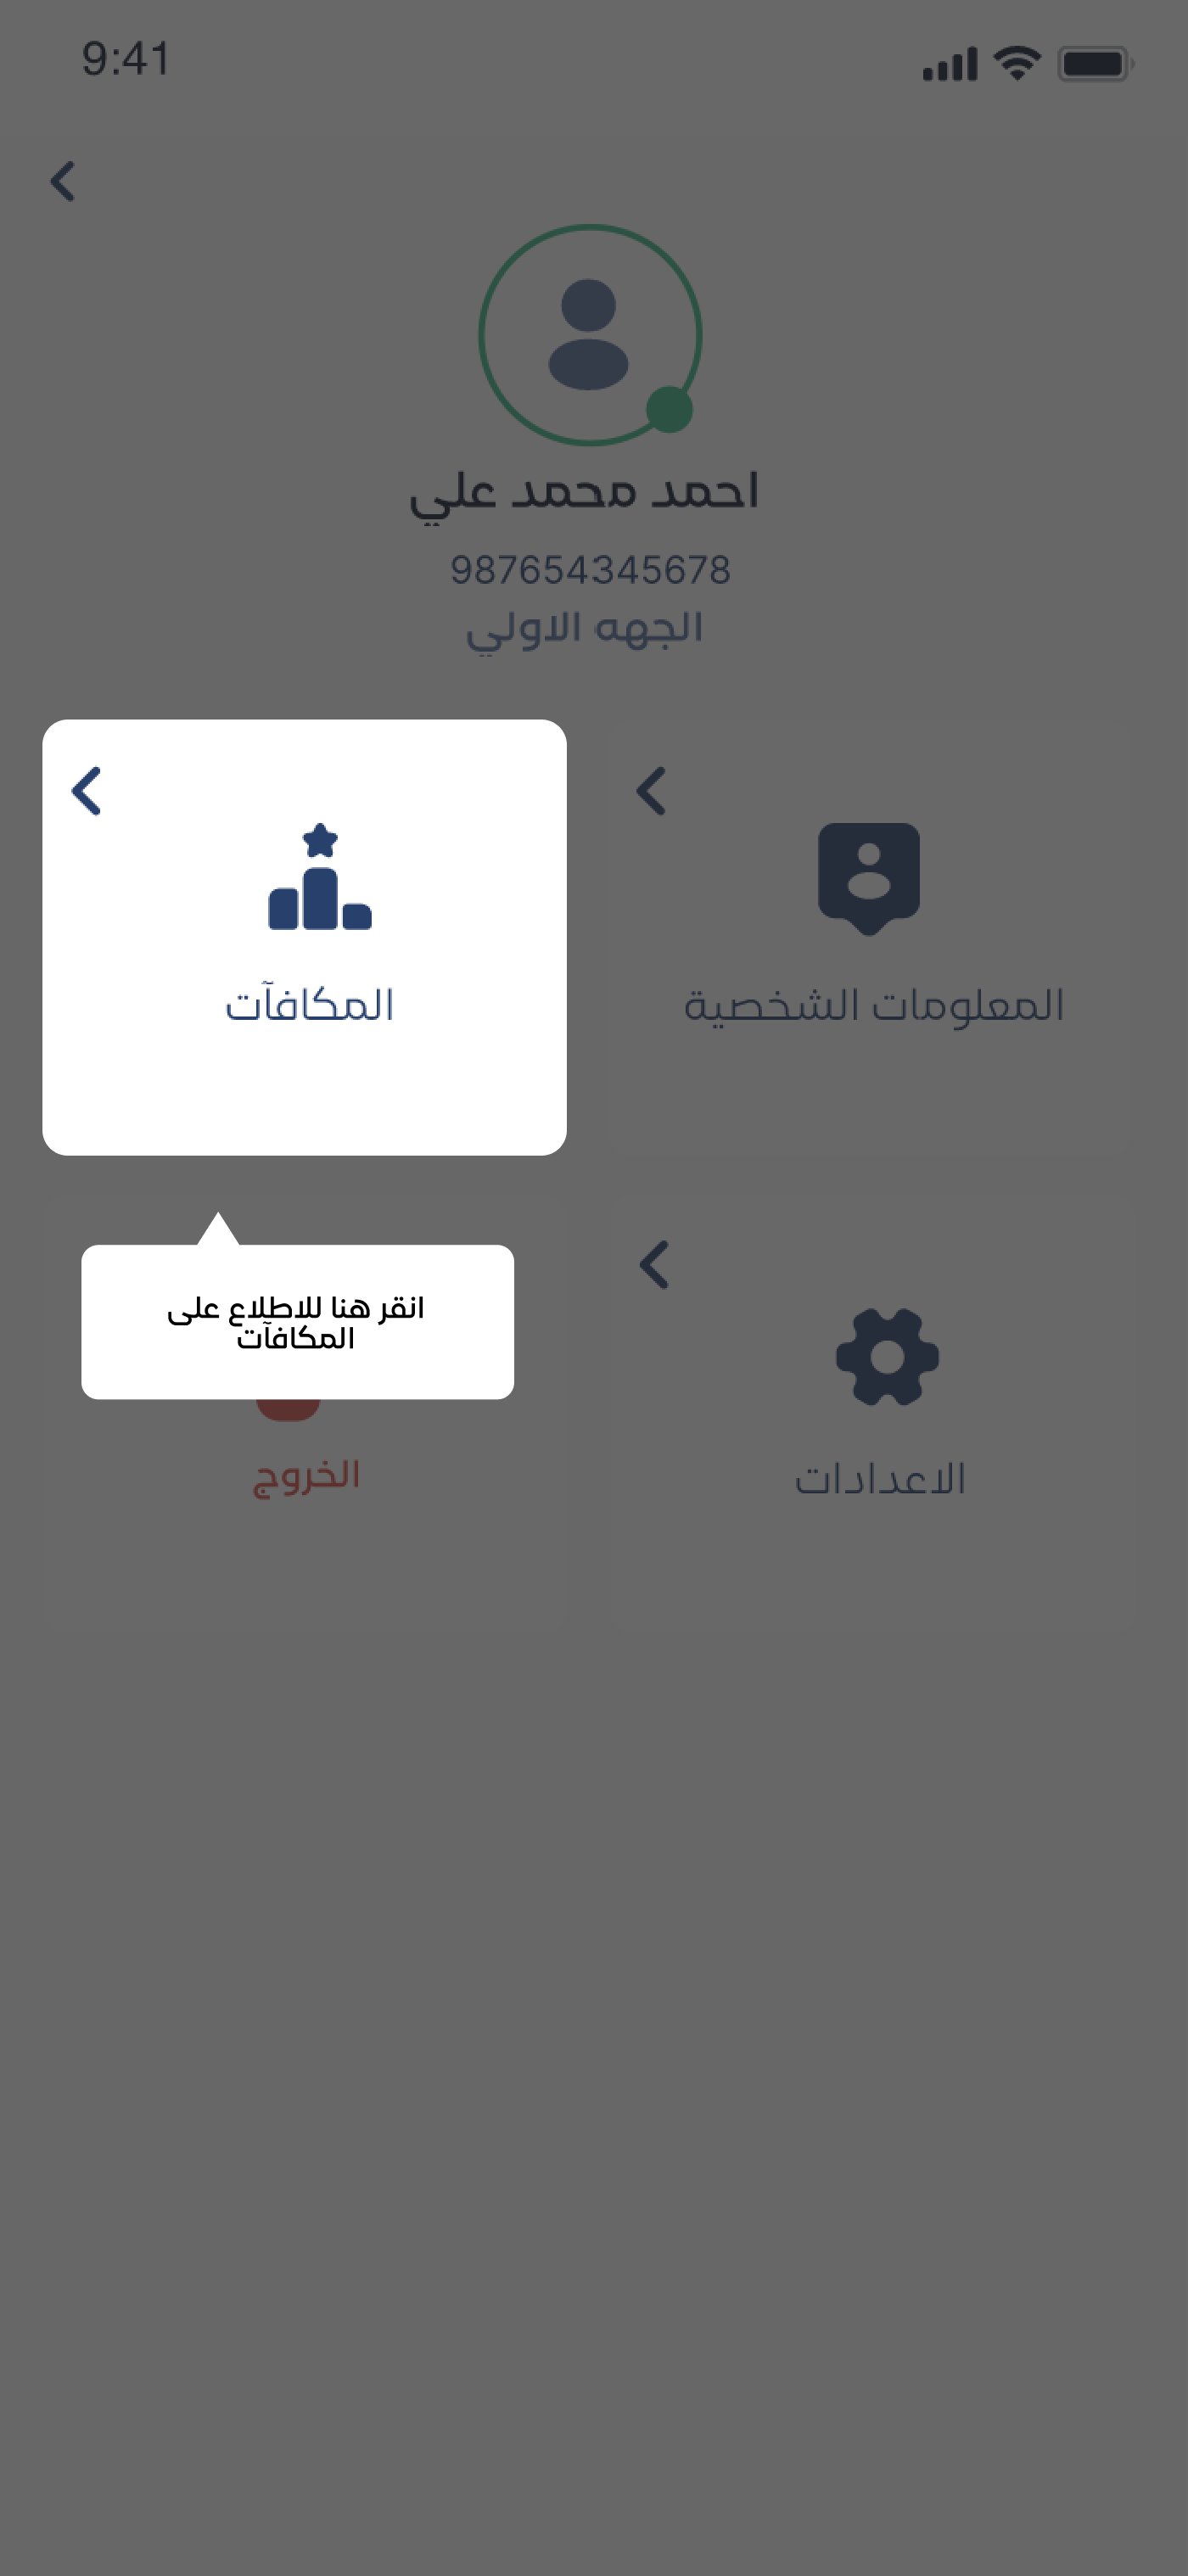 9:41
احمد محمد علي
987654345678
الجهه الاولي
المعلومات الشخصية
المكافآت
انقر هنا للاطلاع على
المكافآت
الاعدادات
الخروج